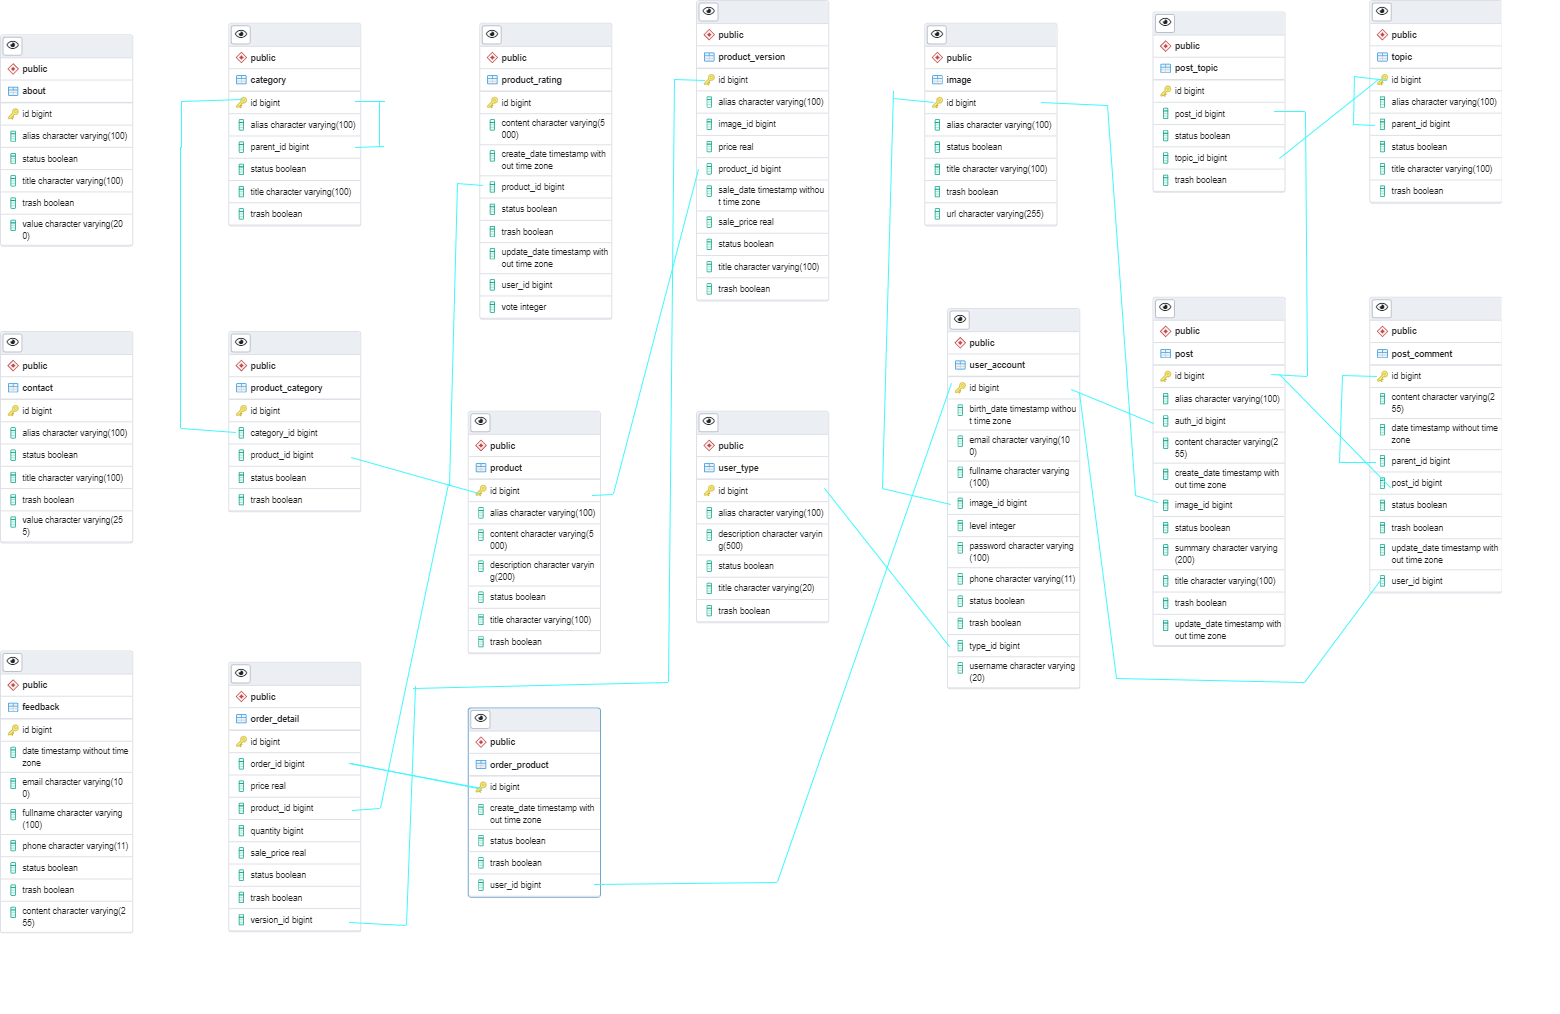 public
about
id bigint
alias character varying(100)
status boolean
title character varying(100)
trash boolean
value character varying(20
0)
public
category
id bigint
alias character varying(100)
parent_id bigint
status boolean
title character varying(100)
trash boolean
public
product_rating
id bigint
content character varying(5
000)
create_date timestamp with
out time zone
product_id bigint
status boolean
trash boolean
update_date timestamp with
out time zone
user_id bigint
vote integer
public
product_version
id bigint
alias character varying(100)
image_id bigint
price real
product_id bigint
sale_date timestamp withou
t time zone
sale_price real
status boolean
title character varying(100)
trash boolean
public
image
id bigint
alias character varying(100)
status boolean
title character varying(100)
trash boolean
url character varying(255)
public
post_topic
id bigint
post_id bigint
status boolean
topic_id bigint
trash boolean
public
topic
id bigint
alias character varying(100)
parent_id bigint
status boolean
title character varying(100)
trash boolean
public
contact
id bigint
alias character varying(100)
status boolean
title character varying(100)
trash boolean
value character varying(25
5)
public
product_category
id bigint
category_id bigint
product_id bigint
status boolean
trash boolean
public
product
id bigint
alias character varying(100)
content character varying(5
000)
description character varyin
g(200)
status boolean
title character varying(100)
trash boolean
public
user_type
id bigint
alias character varying(100)
description character varyin
g(500)
status boolean
title character varying(20)
trash boolean
public
user_account
id bigint
birth_date timestamp withou
t time zone
email character varying(10
0)
fullname character varying
(100)
image_id bigint
level integer
password character varying
(100)
phone character varying(11)
status boolean
trash boolean
type_id bigint
username character varying
(20)
public
post
id bigint
alias character varying(100)
auth_id bigint
content character varying(2
55)
create_date timestamp with
out time zone
image_id bigint
status boolean
summary character varying
(200)
title character varying(100)
trash boolean
update_date timestamp with
out time zone
public
post_comment
id bigint
content character varying(2
55)
date timestamp without time
zone
parent_id bigint
post_id bigint
status boolean
trash boolean
update_date timestamp with
out time zone
user_id bigint
public
feedback
id bigint
date timestamp without time
zone
email character varying(10
0)
fullname character varying
(100)
phone character varying(11)
status boolean
trash boolean
content character varying(2
55)
public
order_detail
id bigint
order_id bigint
price real
product_id bigint
quantity bigint
sale_price real
status boolean
trash boolean
version_id bigint
public
order_product
id bigint
create_date timestamp with
out time zone
status boolean
trash boolean
user_id bigint